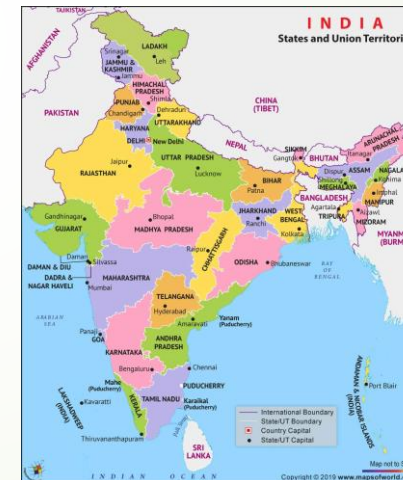 INDIA
States and Union Territori
TAJIKISTAN
AFGHANISTAN
LADAKH
Srinagar
Leh
JAMMU &
KASHMIR
Jammu
HIMACHAL
PRADESH
Shimla
PUNJAB
Chandigarh
Dehradun
UTTARAKHAND
PAKISTAN
CHINA
(TIBET)
HARYANA
DELHI
New Delhi
NEPAL
ARUNACHAL
PRADESH
SIKKIM
Gangtok
BHUTAN
Itanagar
RAJASTHAN
Jaipur
UTTAR PRADESH
Lucknow
BIHAR
Patna
Dispur
ASSAM
NAGALA
Shillong
MEGHALAYA
Kohima
Imphal
MANIPUR
BANGLADESH
Agartala
TRIPURA
Aizawl
MIZORAM
Gandhinagar
GUJARAT
Bhopal
MADHYA PRADESH
JHARKHAND
Ranchi
WEST
BENGAL
Kolkata
MYANM
(BURM
Daman
DAMAN & DIU
Silvassa
DADRA &
NAGAR HAVELI
Mumbai
MAHARASHTRA
Raipur
CHHATTISGARH
ODISHA
Bhubaneswar
BAY
OF
BENGAL
ARABIAN
SEA
TELANGANA
Hyderabad
Yanam
(Puducherry)
Amaravati
Panaji
GOA
KARNATAKA
ANDHRA
PRADESH
Bengaluru
Chennai
Mahe
(Puducherry)
PUDUCHERRY
LAKSHADWEEP
(INDIA)
Kavaratti
KERALA
TAMIL NADU
Karaikal
(Puducherry)
Thiruvananthapuram
SRI
LANKA
ANDAMAN & NICOBAR ISLANDS
(INDIA)
Port Blair
International Boundary
State/UT Boundary
Country Capital
State/UT Capital
INDIAN OCEAN
Map not to S
Copyright © 2019 www.mapsofworld.c